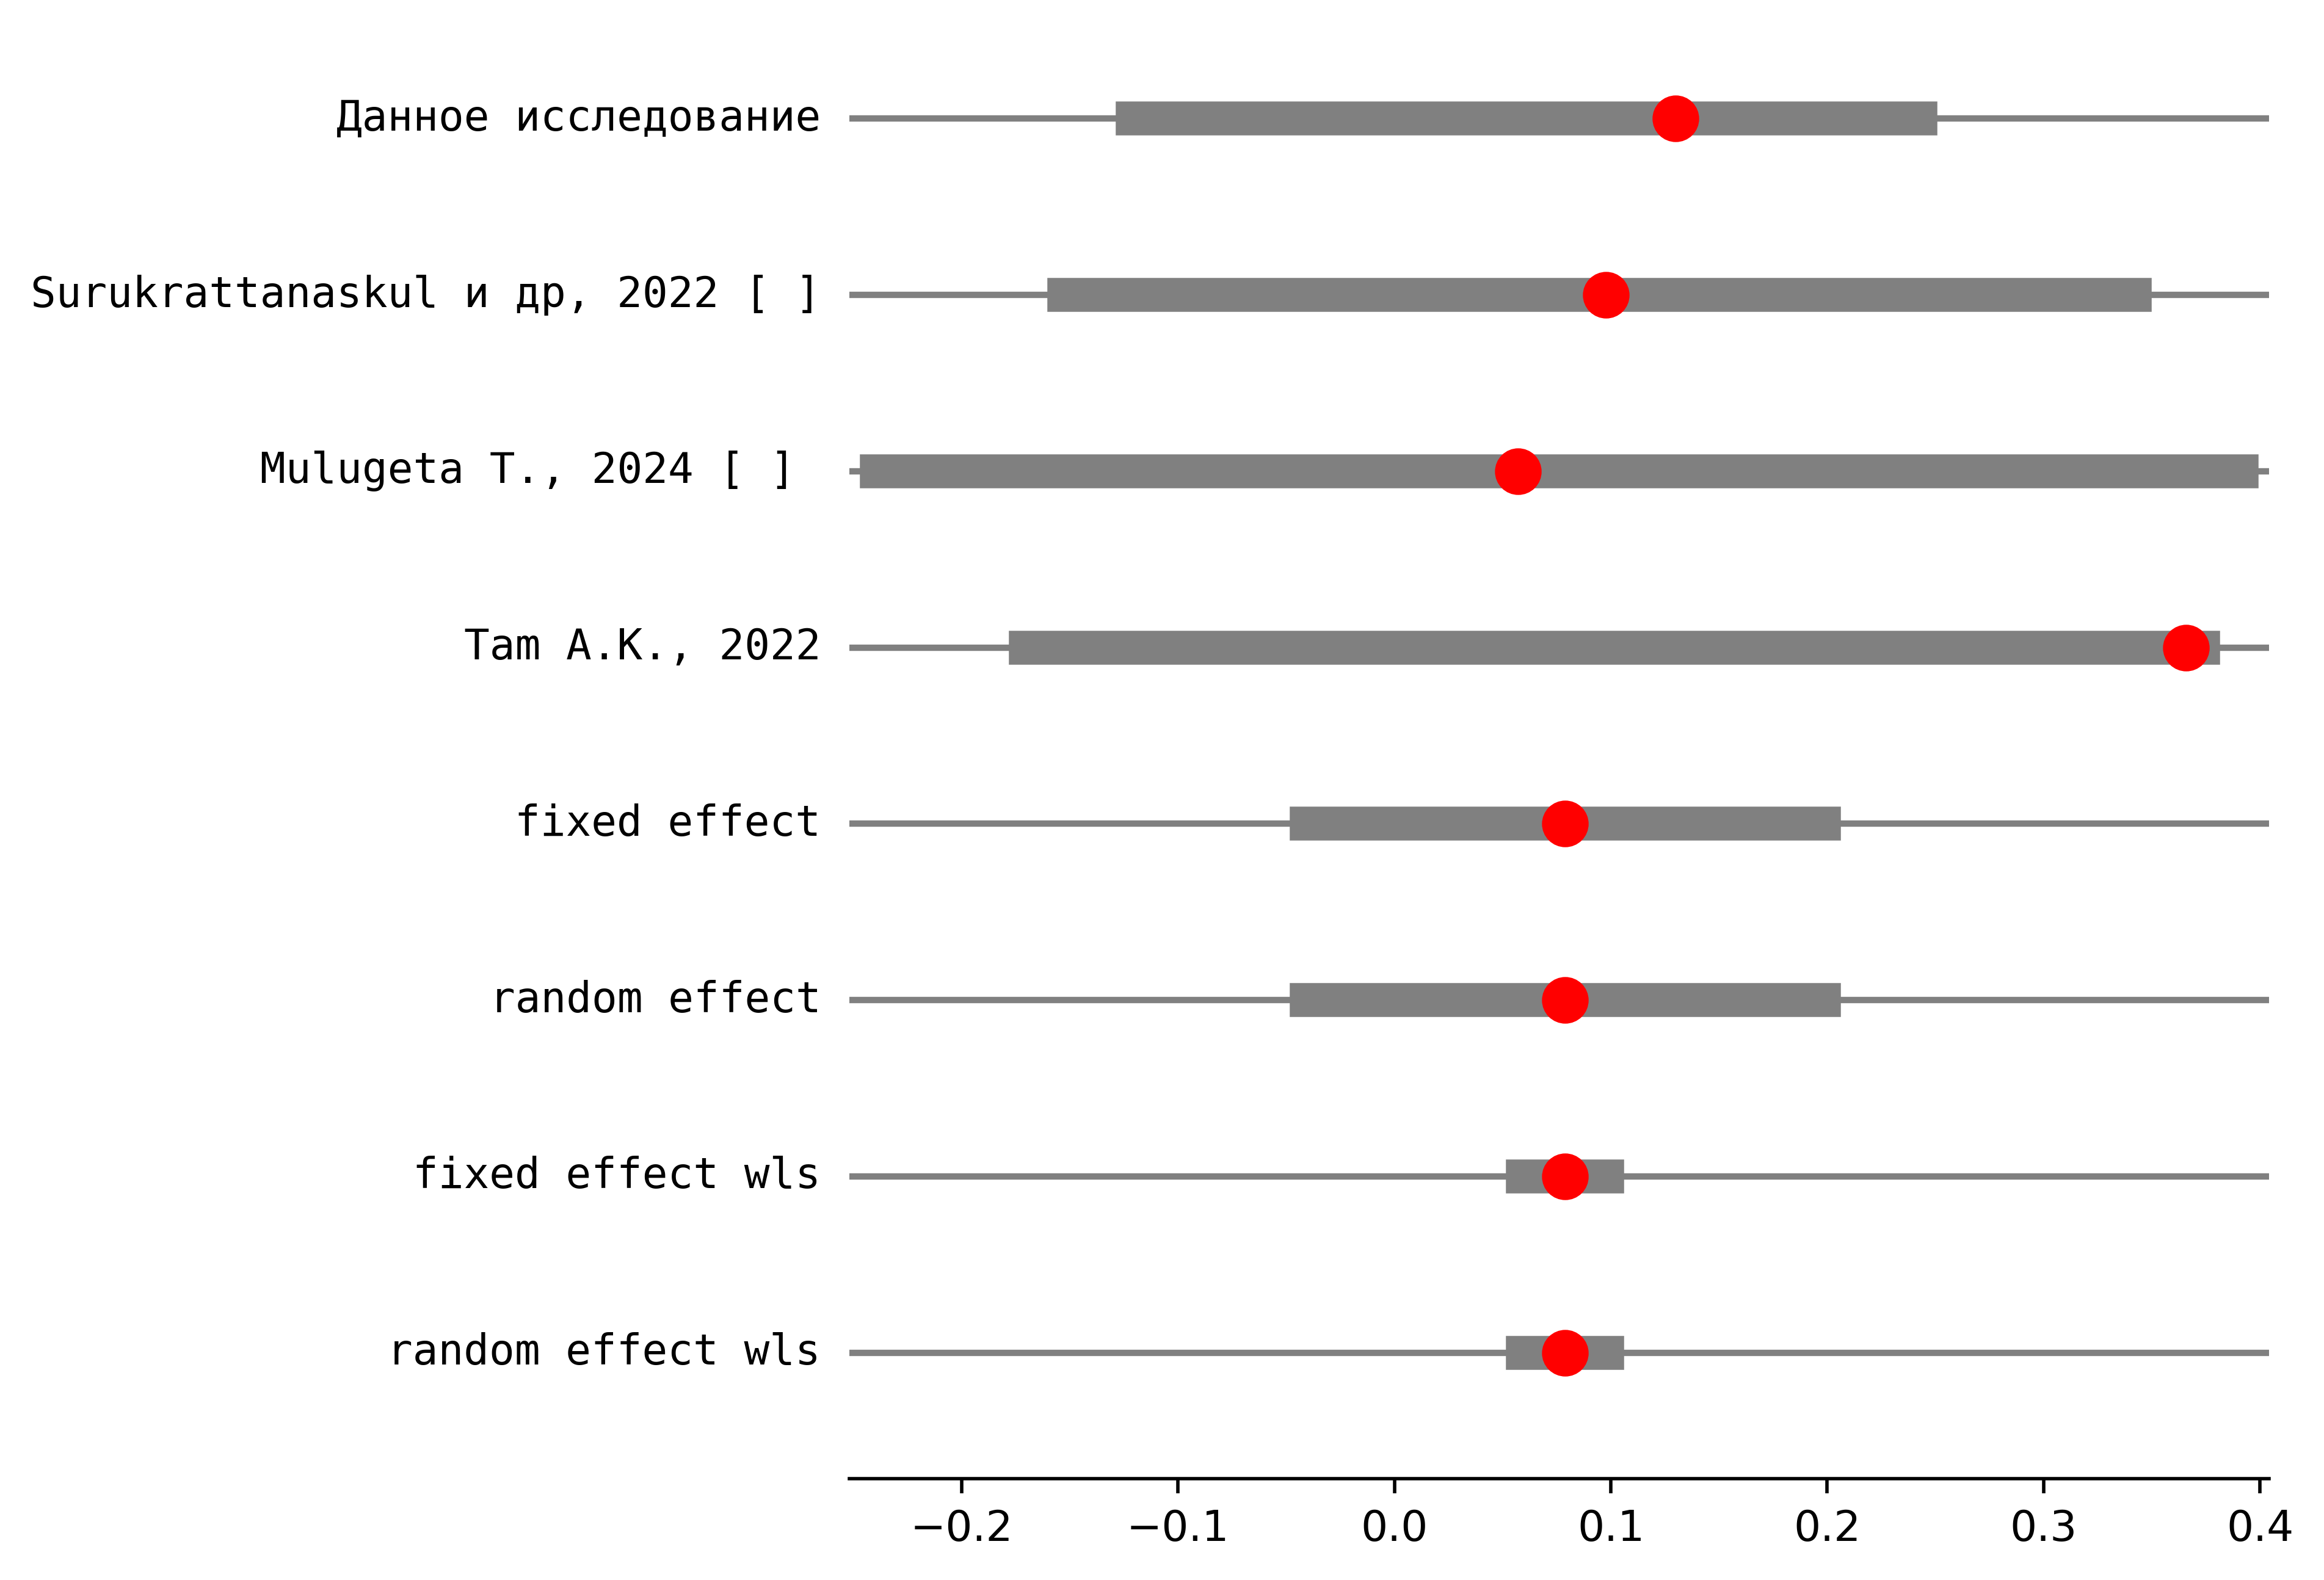 Данное исследование
Surukrattanaskul и др, 2022 [ ]
Mulugeta T., 2024 [ ]
Tam A.K., 2022
fixed effect
random effect
fixed effect wls
random effect wls
−0.2 −0.1 0.0 0.1 0.2 0.3 0.4